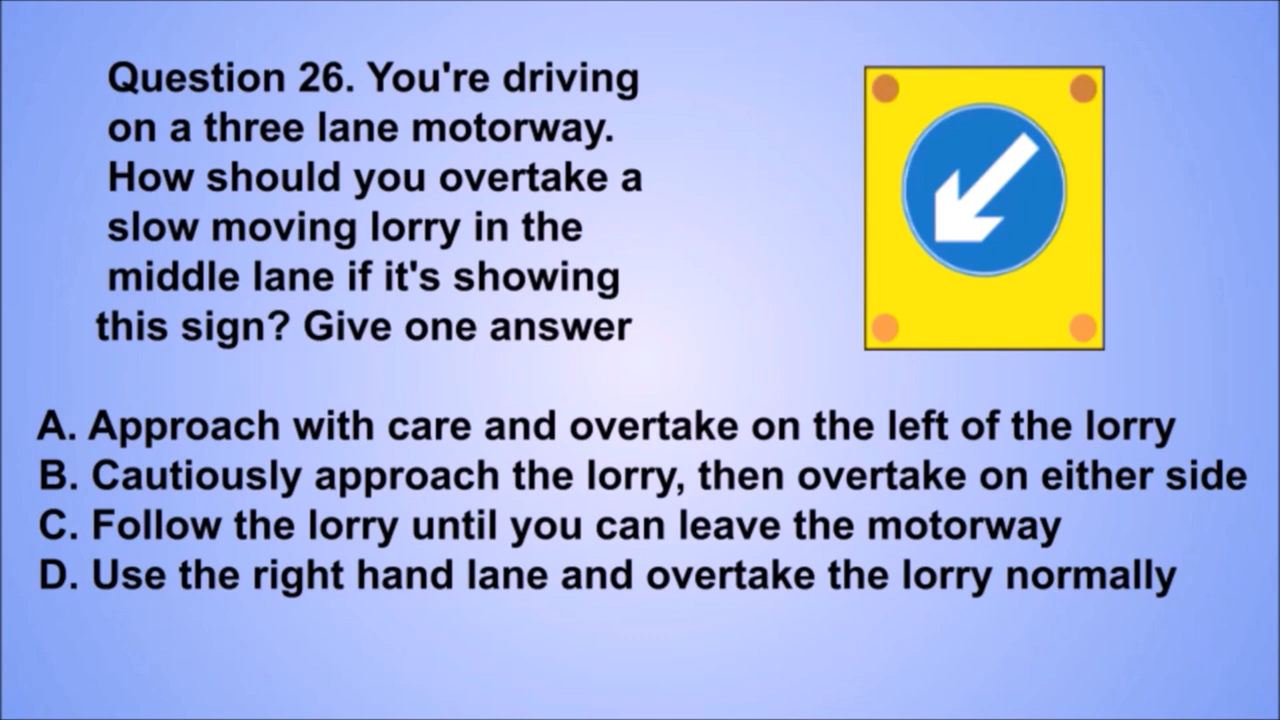 Question 26. You're driving
on a three lane motorway.
How should you overtake a
slow moving lorry in the
middle lane if it's showing
this sign? Give one answer
A. Approach with care and overtake on the left of the lorry
B. Cautiously approach the lorry, then overtake on either side
C. Follow the lorry until you can leave the motorway
D. Use the right hand lane and overtake the lorry normally